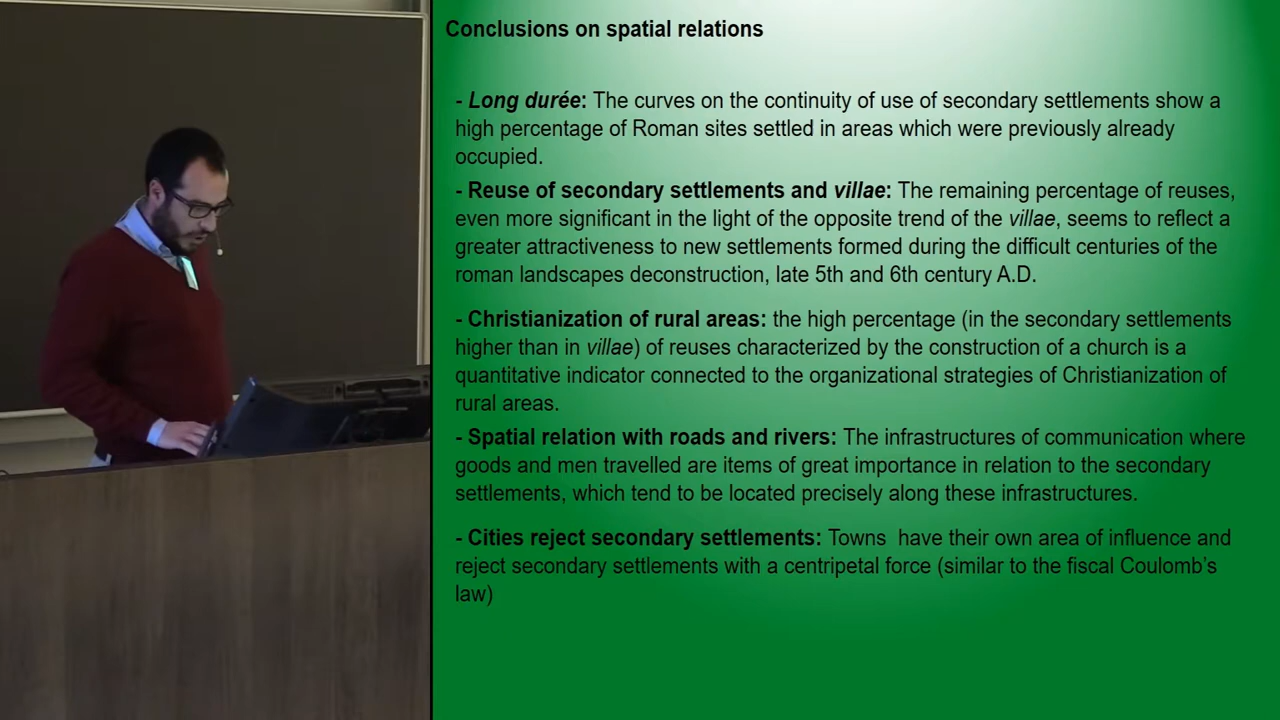 Conclusions on spatial relations
- Long durée: The curves on the continuity of use of secondary settlements show a
high percentage of Roman sites settled in areas which were previously already
occupied.
- Reuse of secondary settlements and villae: The remaining percentage of reuses,
even more significant in the light of the opposite trend of the villae, seems to reflect a
greater attractiveness to new settlements formed during the difficult centuries of the
roman landscapes deconstruction, late 5th and 6th century A.D.
- Christianization of rural areas: the high percentage (in the secondary settlements
higher than in villae) of reuses characterized by the construction of a church is a
quantitative indicator connected to the organizational strategies of Christianization of
rural areas.
- Spatial relation with roads and rivers: The infrastructures of communication where
goods and men travelled are items of great importance in relation to the secondary
settlements, which tend to be located precisely along these infrastructures.
- Cities reject secondary settlements: Towns  have their own area of influence and
reject secondary settlements with a centripetal force (similar to the fiscal Coulomb's
law)